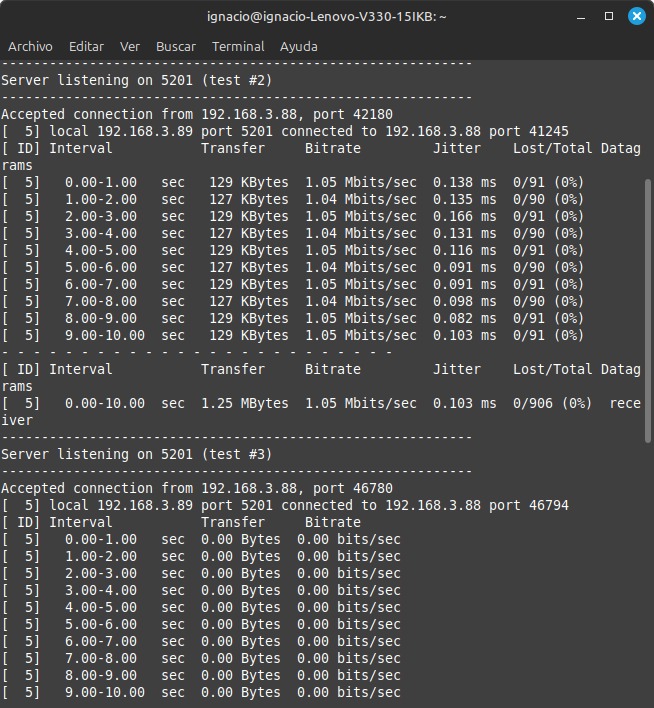 ignacio@ignacio-Lenovo-V330-15IKB: ~
Archivo Editar Ver Buscar Terminal Ayuda
-----------------------------------------------------------
Server listening on 5201 (test #2)
-----------------------------------------------------------
Accepted connection from 192.168.3.88, port 42180
[  5] local 192.168.3.89 port 5201 connected to 192.168.3.88 port 41245
[ ID] Interval           Transfer     Bitrate         Jitter    Lost/Total Datag
rams
[  5]   0.00-1.00   sec   129 KBytes  1.05 Mbits/sec  0.138 ms  0/91 (0%)
[  5]   1.00-2.00   sec   127 KBytes  1.04 Mbits/sec  0.135 ms  0/90 (0%)
[  5]   2.00-3.00   sec   129 KBytes  1.05 Mbits/sec  0.166 ms  0/91 (0%)
[  5]   3.00-4.00   sec   127 KBytes  1.04 Mbits/sec  0.131 ms  0/90 (0%)
[  5]   4.00-5.00   sec   129 KBytes  1.05 Mbits/sec  0.116 ms  0/91 (0%)
[  5]   5.00-6.00   sec   127 KBytes  1.04 Mbits/sec  0.091 ms  0/90 (0%)
[  5]   6.00-7.00   sec   129 KBytes  1.05 Mbits/sec  0.091 ms  0/91 (0%)
[  5]   7.00-8.00   sec   127 KBytes  1.04 Mbits/sec  0.098 ms  0/90 (0%)
[  5]   8.00-9.00   sec   129 KBytes  1.05 Mbits/sec  0.082 ms  0/91 (0%)
[  5]   9.00-10.00  sec   129 KBytes  1.05 Mbits/sec  0.103 ms  0/91 (0%)
- - - - - - - - - - - - - - - - - - - - - - - - -
[ ID] Interval           Transfer     Bitrate         Jitter    Lost/Total Datag
rams
[  5]   0.00-10.00  sec  1.25 MBytes  1.05 Mbits/sec  0.103 ms  0/906 (0%)  rece
iver
-----------------------------------------------------------
Server listening on 5201 (test #3)
-----------------------------------------------------------
Accepted connection from 192.168.3.88, port 46780
[  5] local 192.168.3.89 port 5201 connected to 192.168.3.88 port 46794
[ ID] Interval           Transfer     Bitrate
[  5]   0.00-1.00   sec  0.00 Bytes  0.00 bits/sec
[  5]   1.00-2.00   sec  0.00 Bytes  0.00 bits/sec
[  5]   2.00-3.00   sec  0.00 Bytes  0.00 bits/sec
[  5]   3.00-4.00   sec  0.00 Bytes  0.00 bits/sec
[  5]   4.00-5.00   sec  0.00 Bytes  0.00 bits/sec
[  5]   5.00-6.00   sec  0.00 Bytes  0.00 bits/sec
[  5]   6.00-7.00   sec  0.00 Bytes  0.00 bits/sec
[  5]   7.00-8.00   sec  0.00 Bytes  0.00 bits/sec
[  5]   8.00-9.00   sec  0.00 Bytes  0.00 bits/sec
[  5]   9.00-10.00  sec  0.00 Bytes  0.00 bits/sec